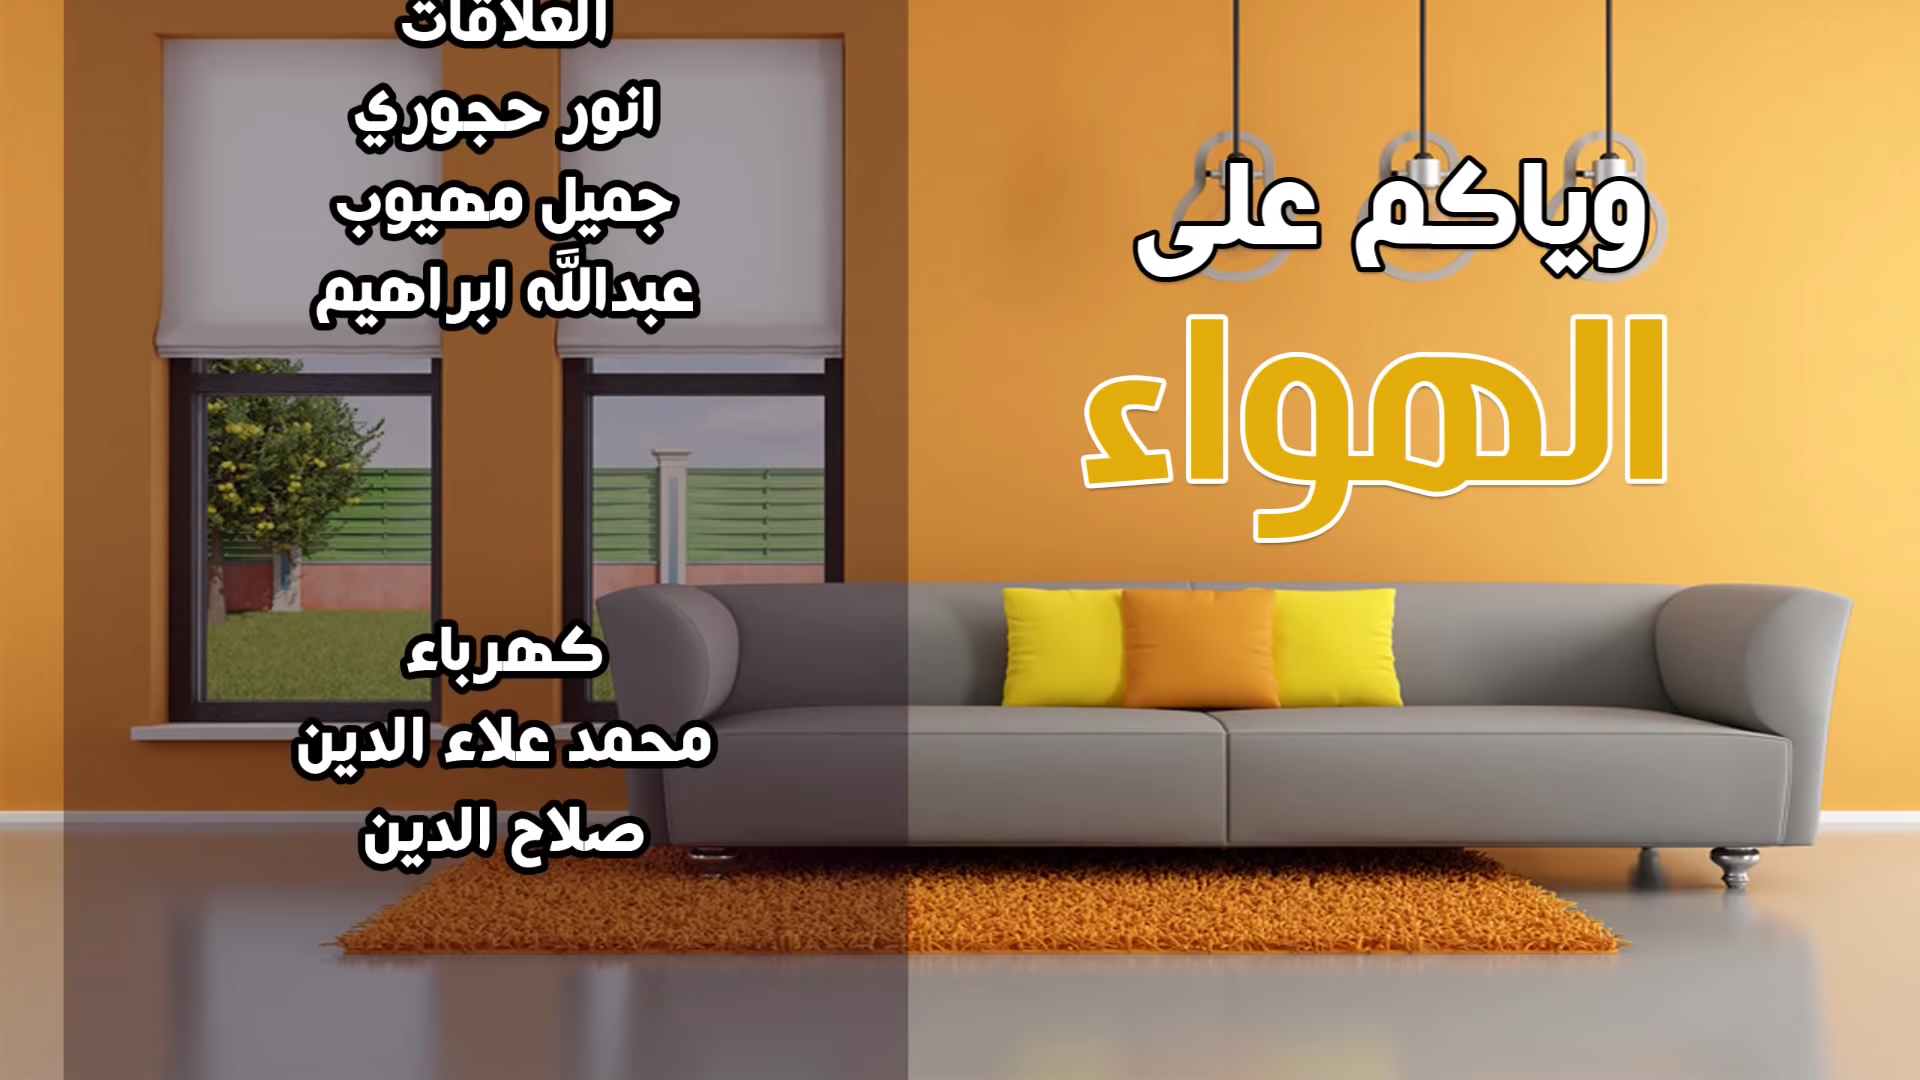 العلاقات
انور حجوري
جميل مهيوب
عبدالله ابراهيم
كهرباء
محمد علاء الدين
صلاح الدين
وياكم على
الهواء